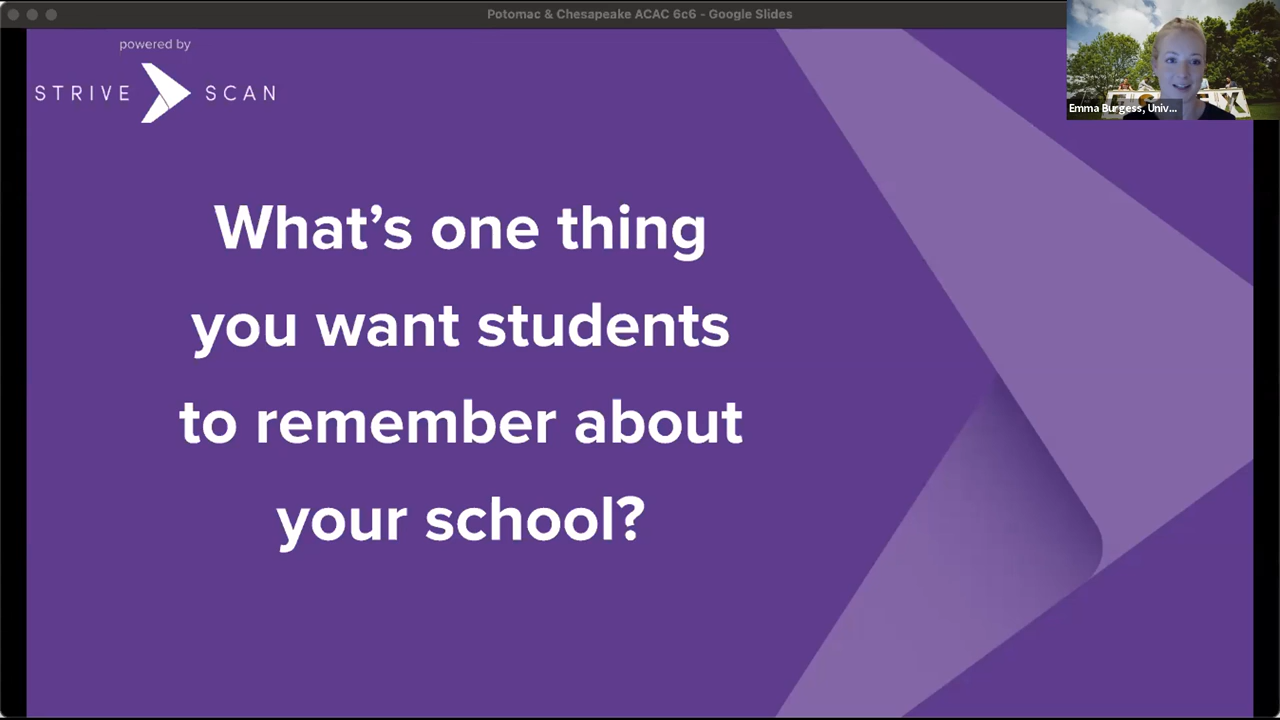 Potomac & Chesapeake ACAC 6c6 - Google Slides
powered by
STRIVE SCAN
Emma Burgess, Univ...
What's one thing
you want students
to remember about
your school?